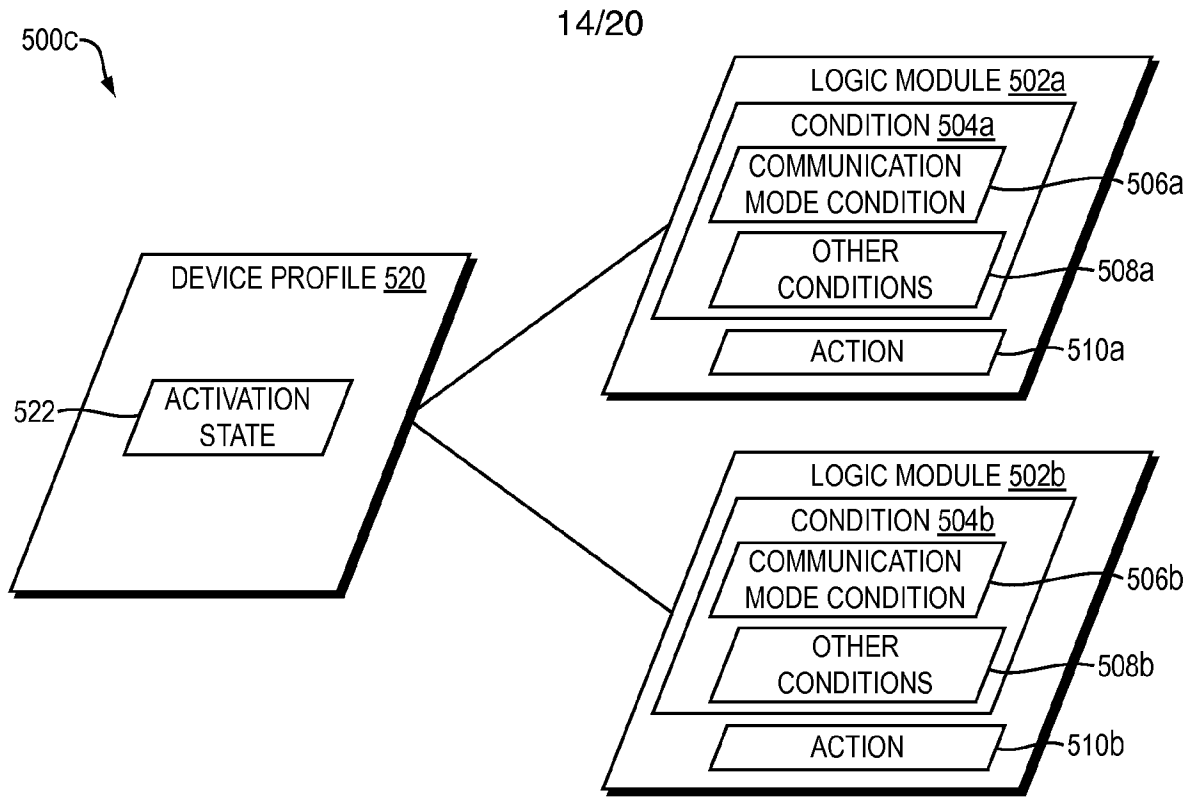 14/20
500c
LOGIC MODULE 502a
CONDITION 504a
COMMUNICATION
MODE CONDITION
506a
OTHER
CONDITIONS
508a
ACTION
510a
DEVICE PROFILE 520
ACTIVATION
STATE
522
LOGIC MODULE 502b
CONDITION 504b
COMMUNICATION
MODE CONDITION
506b
OTHER
CONDITIONS
508b
ACTION
510b